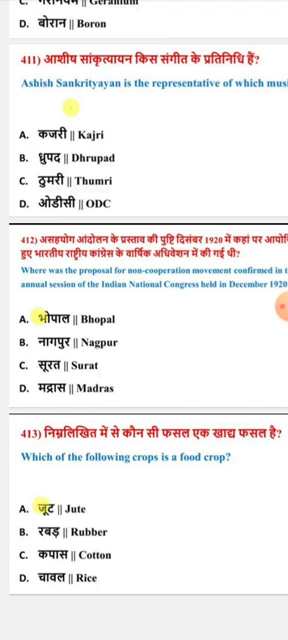 C. गेरानियम || Geranium
D. बोरान || Boron
411) आशीष सांकृत्यायन किस संगीत के प्रतिनिधि हैं?
Ashish Sankrityayan is the representative of which musi
A. कजरी || Kajri
B. ध्रुपद || Dhrupad
C. ठुमरी || Thumri
D. ओडीसी || ODC
412) असहयोग आंदोलन के प्रस्ताव की पुष्टि दिसंबर 1920 में कहां पर आयोि
हुए भारतीय राष्ट्रीय कांग्रेस के वार्षिक अधिवेशन में की गई थी?
Where was the proposal for non-cooperation movement confirmed in t
annual session of the Indian National Congress held in December 1920
A. भोपाल || Bhopal
B. नागपुर || Nagpur
C. सूरत || Surat
D. मद्रास || Madras
413) निम्नलिखित में से कौन सी फसल एक खाद्य फसल है?
Which of the following crops is a food crop?
A. जूट || Jute
B. रबड़ || Rubber
C. कपास || Cotton
D. चावल || Rice